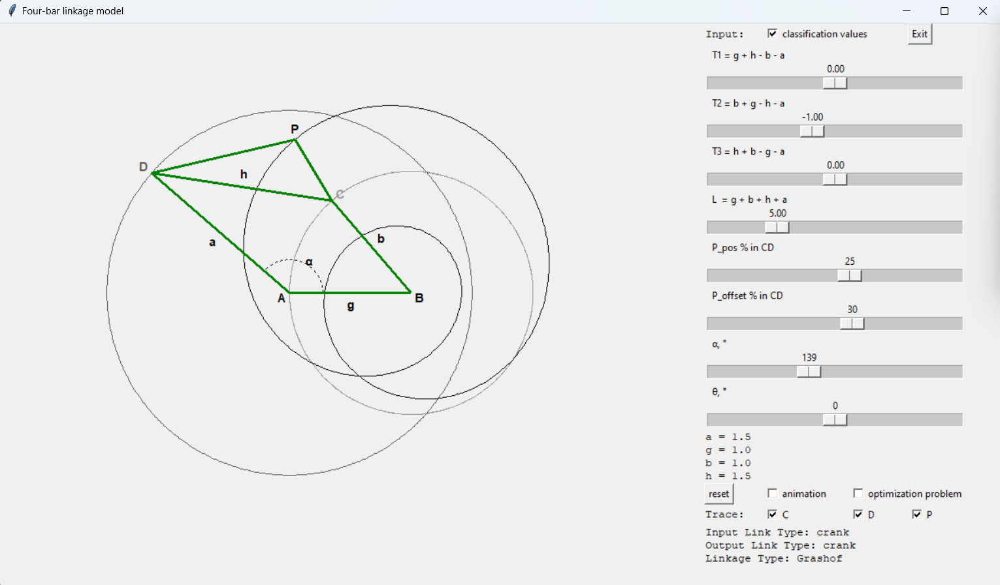 Four-bar linkage model
Input: classification values Exit
T1 = g + h - b - a
0.00
T2 = b + g - h - a
-1.00
T3 = h + b - g - a
0.00
L = g + b + h + a
5.00
P_pos % in CD
25
P_offset % in CD
30
α, °
139
θ, °
0
a = 1.5
g = 1.0
b = 1.0
h = 1.5
reset animation optimization problem
Trace: C D P
Input Link Type: crank
Output Link Type: crank
Linkage Type: Grashof
P
D
h
C
b
a
α
A
B
g